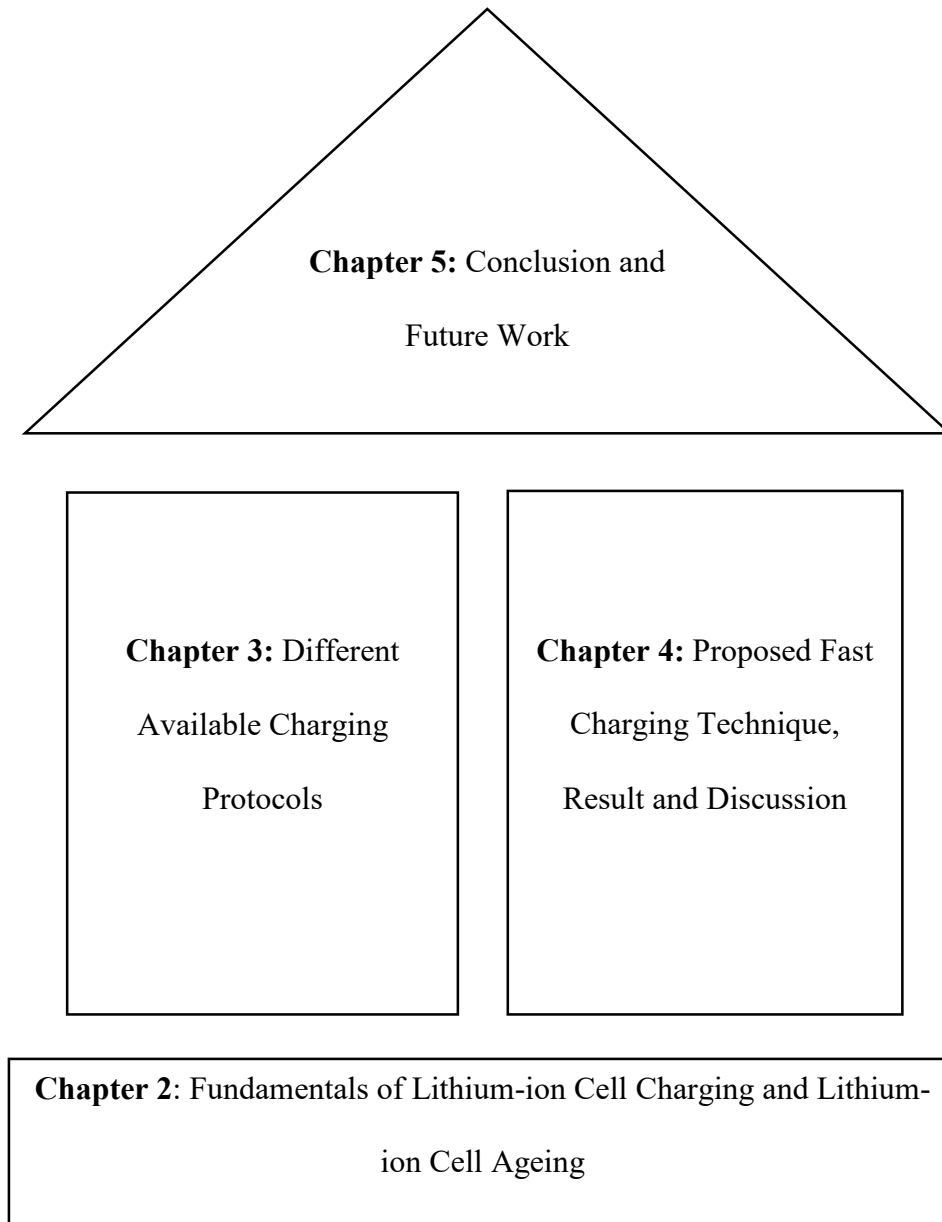 Chapter 5: Conclusion and
Future Work
Chapter 3: Different
Available Charging
Protocols
Chapter 4: Proposed Fast
Charging Technique,
Result and Discussion
Chapter 2: Fundamentals of Lithium-ion Cell Charging and Lithium-
ion Cell Ageing